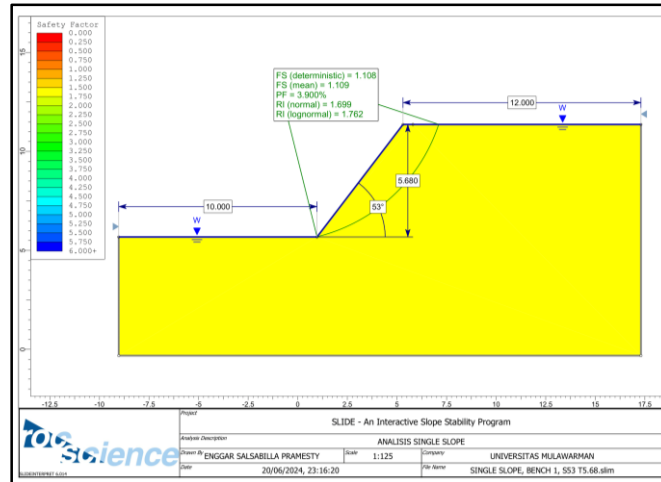 Safety Factor
0.000
0.250
0.500
0.750
1.000
1.250
1.500
1.750
2.000
2.250
2.500
2.750
3.000
3.250
3.500
3.750
4.000
4.250
4.500
4.750
5.000
5.250
5.500
5.750
6.000+
FS (deterministic) = 1.108
FS (mean) = 1.109
PF = 3.900%
RI (normal) = 1.699
RI (lognormal) = 1.762
12.000
W
5.680
53°
10.000
W
15
10
5
0
-12.5 -10 -7.5 -5 -2.5 0 2.5 5 7.5 10 12.5 15 17.5
rocscience
SLIDEINTERPRET 6.014
Project
SLIDE - An Interactive Slope Stability Program
Analysis Description
ANALISIS SINGLE SLOPE
Drawn By ENGGAR SALSABILLA PRAMESTY Scale 1:125 Company UNIVERSITAS MULAWARMAN
Date 20/06/2024, 23:16:20 File Name SINGLE SLOPE, BENCH 1, S53 T5.68.slim